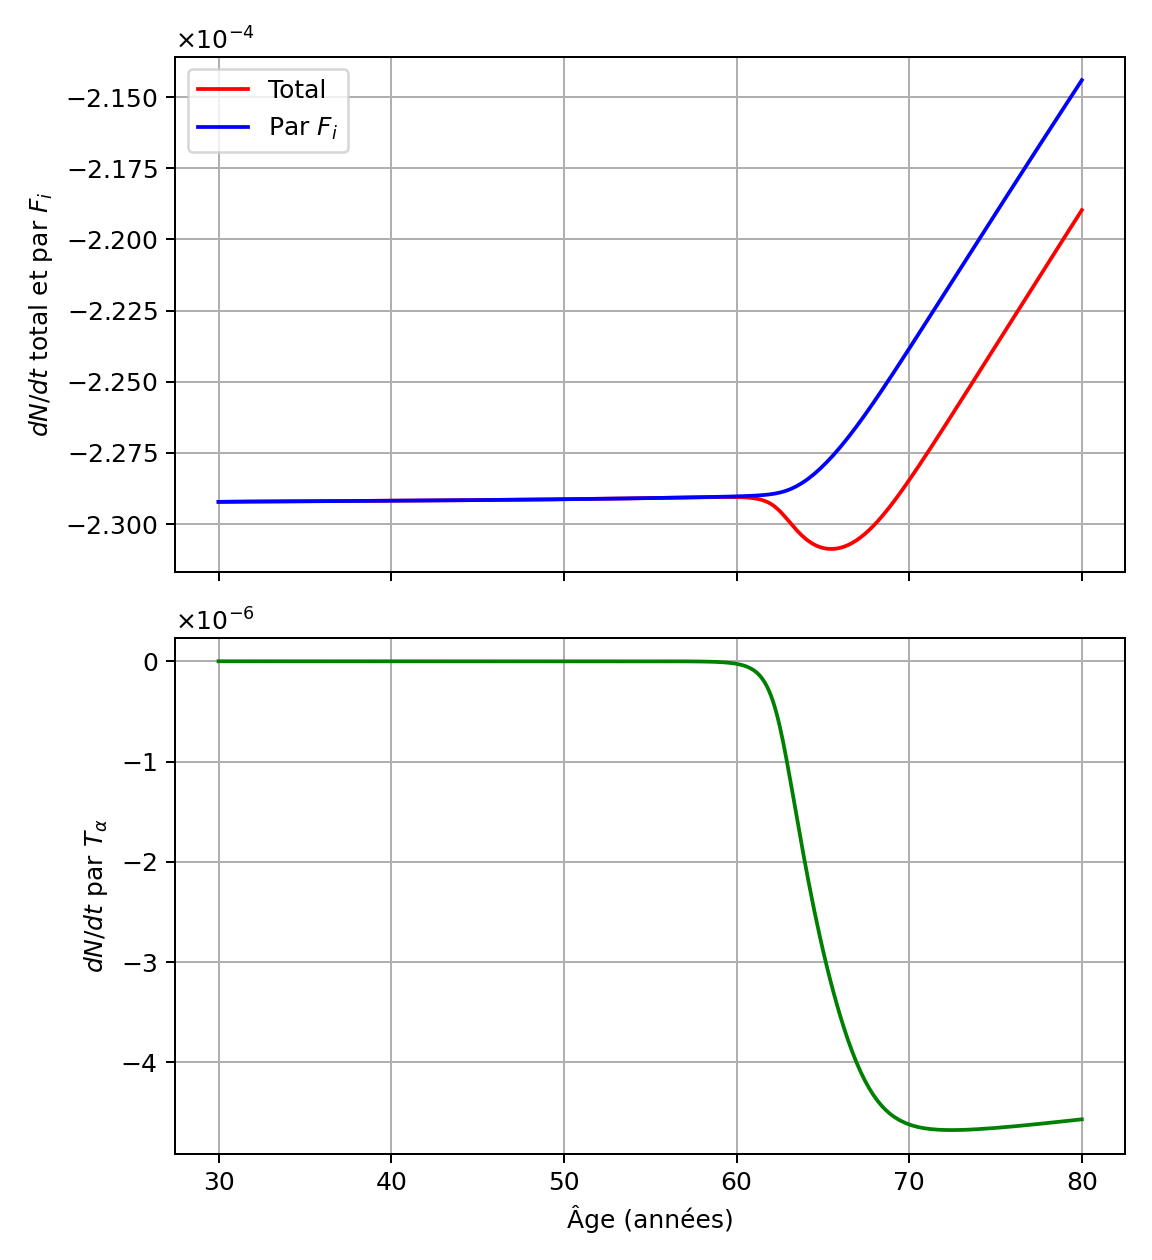 ×10⁻⁴
−2.150
−2.175
−2.200
−2.225
−2.250
−2.275
−2.300
dN/dt total et par Fᵢ
Total
Par Fᵢ
×10⁻⁶
0
−1
−2
−3
−4
dN/dt par T_α
30 40 50 60 70 80
Âge (années)